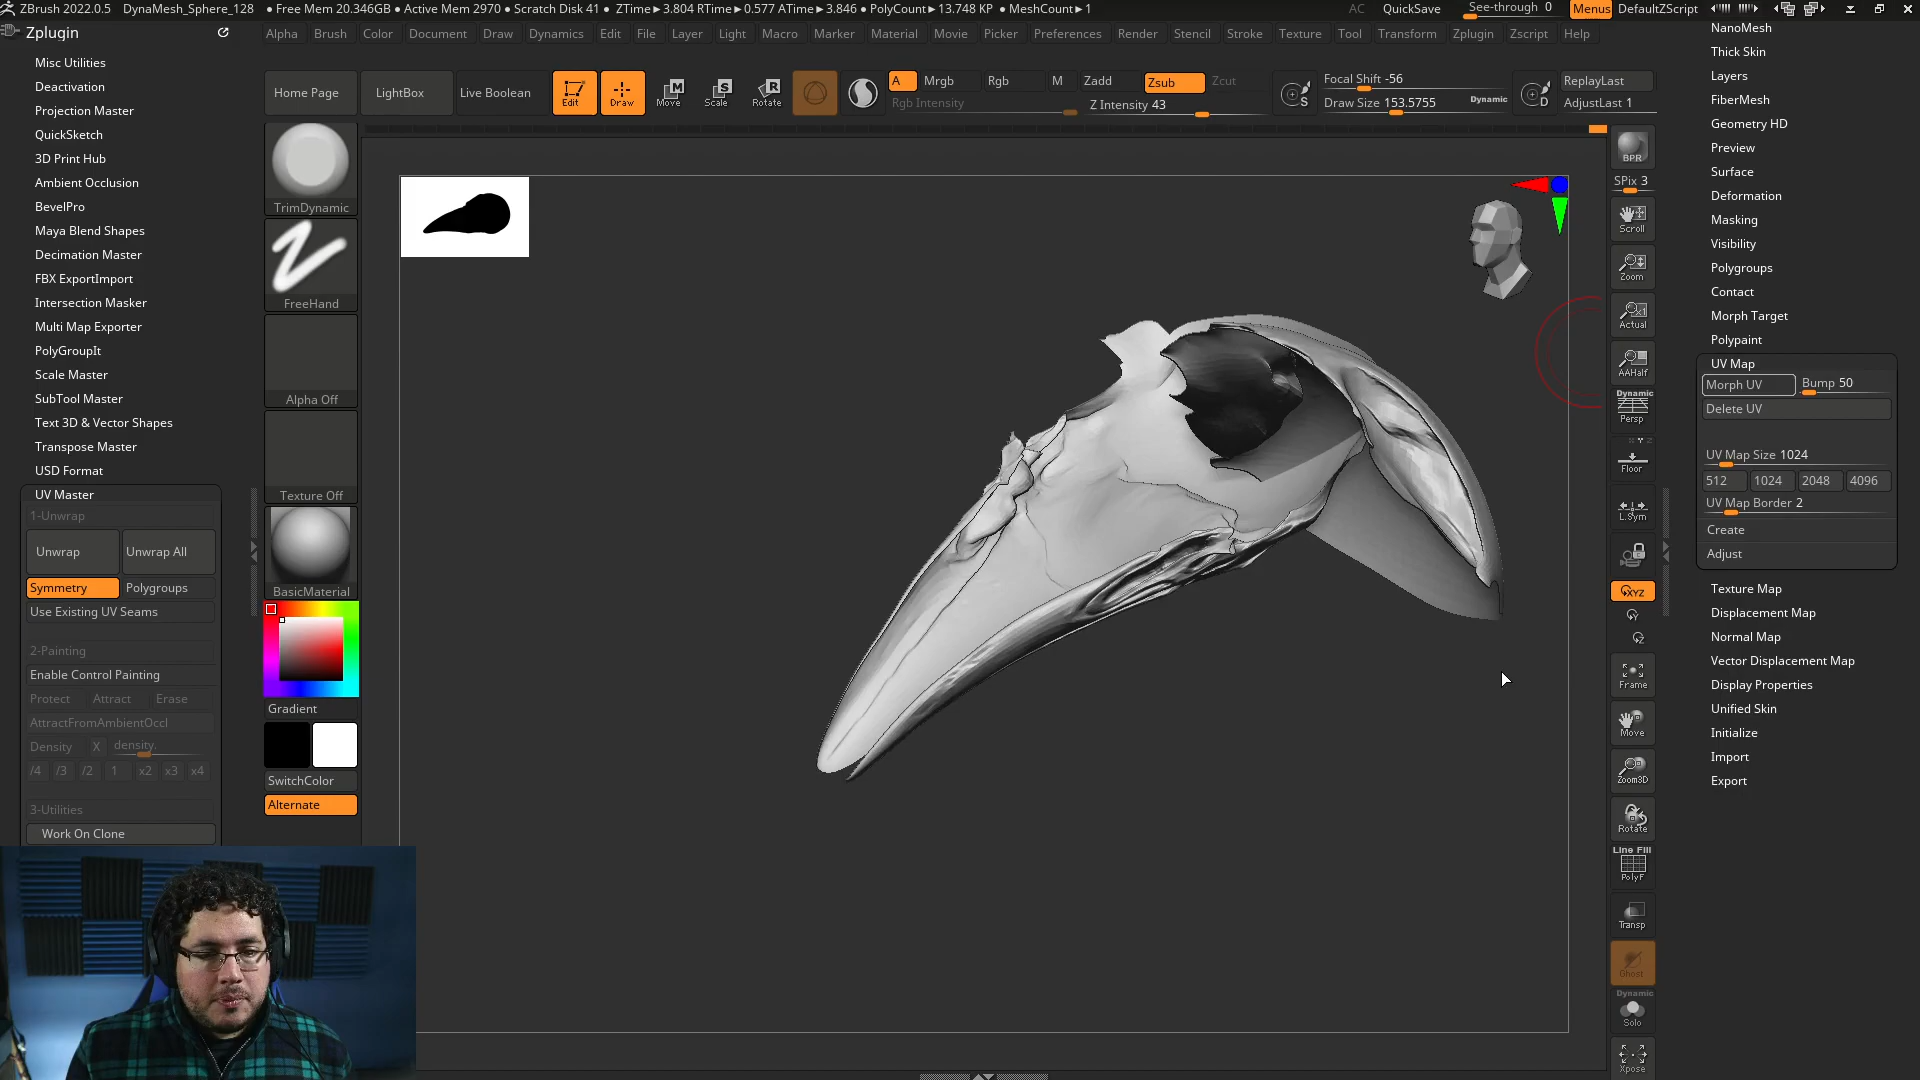 ZBrush 2022.0.5 DynaMesh_Sphere_128 • Free Mem 20.346GB • Active Mem 2970 • Scratch Disk 41 • ZTime►3.804 RTime►0.577 ATime►3.846 • PolyCount►13.748 KP • MeshCount►1 AC QuickSave See-through 0 Menus DefaultZScript
Zplugin
Alpha Brush Color Document Draw Dynamics Edit File Layer Light Macro Marker Material Movie Picker Preferences Render Stencil Stroke Texture Tool Transform Zplugin Zscript Help
Home Page LightBox Live Boolean Edit Draw Move Scale Rotate
A Mrgb Rgb M Zadd Zsub Zcut
Rgb Intensity Z Intensity 43
Focal Shift -56
Draw Size 153.5755 Dynamic
ReplayLast
AdjustLast 1
Misc Utilities
Deactivation
Projection Master
QuickSketch
3D Print Hub
Ambient Occlusion
BevelPro
Maya Blend Shapes
Decimation Master
FBX ExportImport
Intersection Masker
Multi Map Exporter
PolyGroupIt
Scale Master
SubTool Master
Text 3D & Vector Shapes
Transpose Master
USD Format
UV Master
1-Unwrap
Unwrap Unwrap All
Symmetry Polygroups
Use Existing UV Seams
2-Painting
Enable Control Painting
Protect Attract Erase
AttractFromAmbientOccl
Density X density.
/4 /3 /2 1 x2 x3 x4
3-Utilities
Work On Clone
TrimDynamic
FreeHand
Alpha Off
Texture Off
BasicMaterial
Gradient
SwitchColor
Alternate
BPR
SPix 3
Scroll
Zoom
Actual
AAHalf
Dynamic
Persp
Floor
L.Sym
XYZ
Y
Z
Frame
Move
Zoom3D
Rotate
Line Fill
PolyF
Transp
Ghost
Dynamic
Solo
Xpose
NanoMesh
Thick Skin
Layers
FiberMesh
Geometry HD
Preview
Surface
Deformation
Masking
Visibility
Polygroups
Contact
Morph Target
Polypaint
UV Map
Morph UV Bump 50
Delete UV
UV Map Size 1024
512 1024 2048 4096
UV Map Border 2
Create
Adjust
Texture Map
Displacement Map
Normal Map
Vector Displacement Map
Display Properties
Unified Skin
Initialize
Import
Export